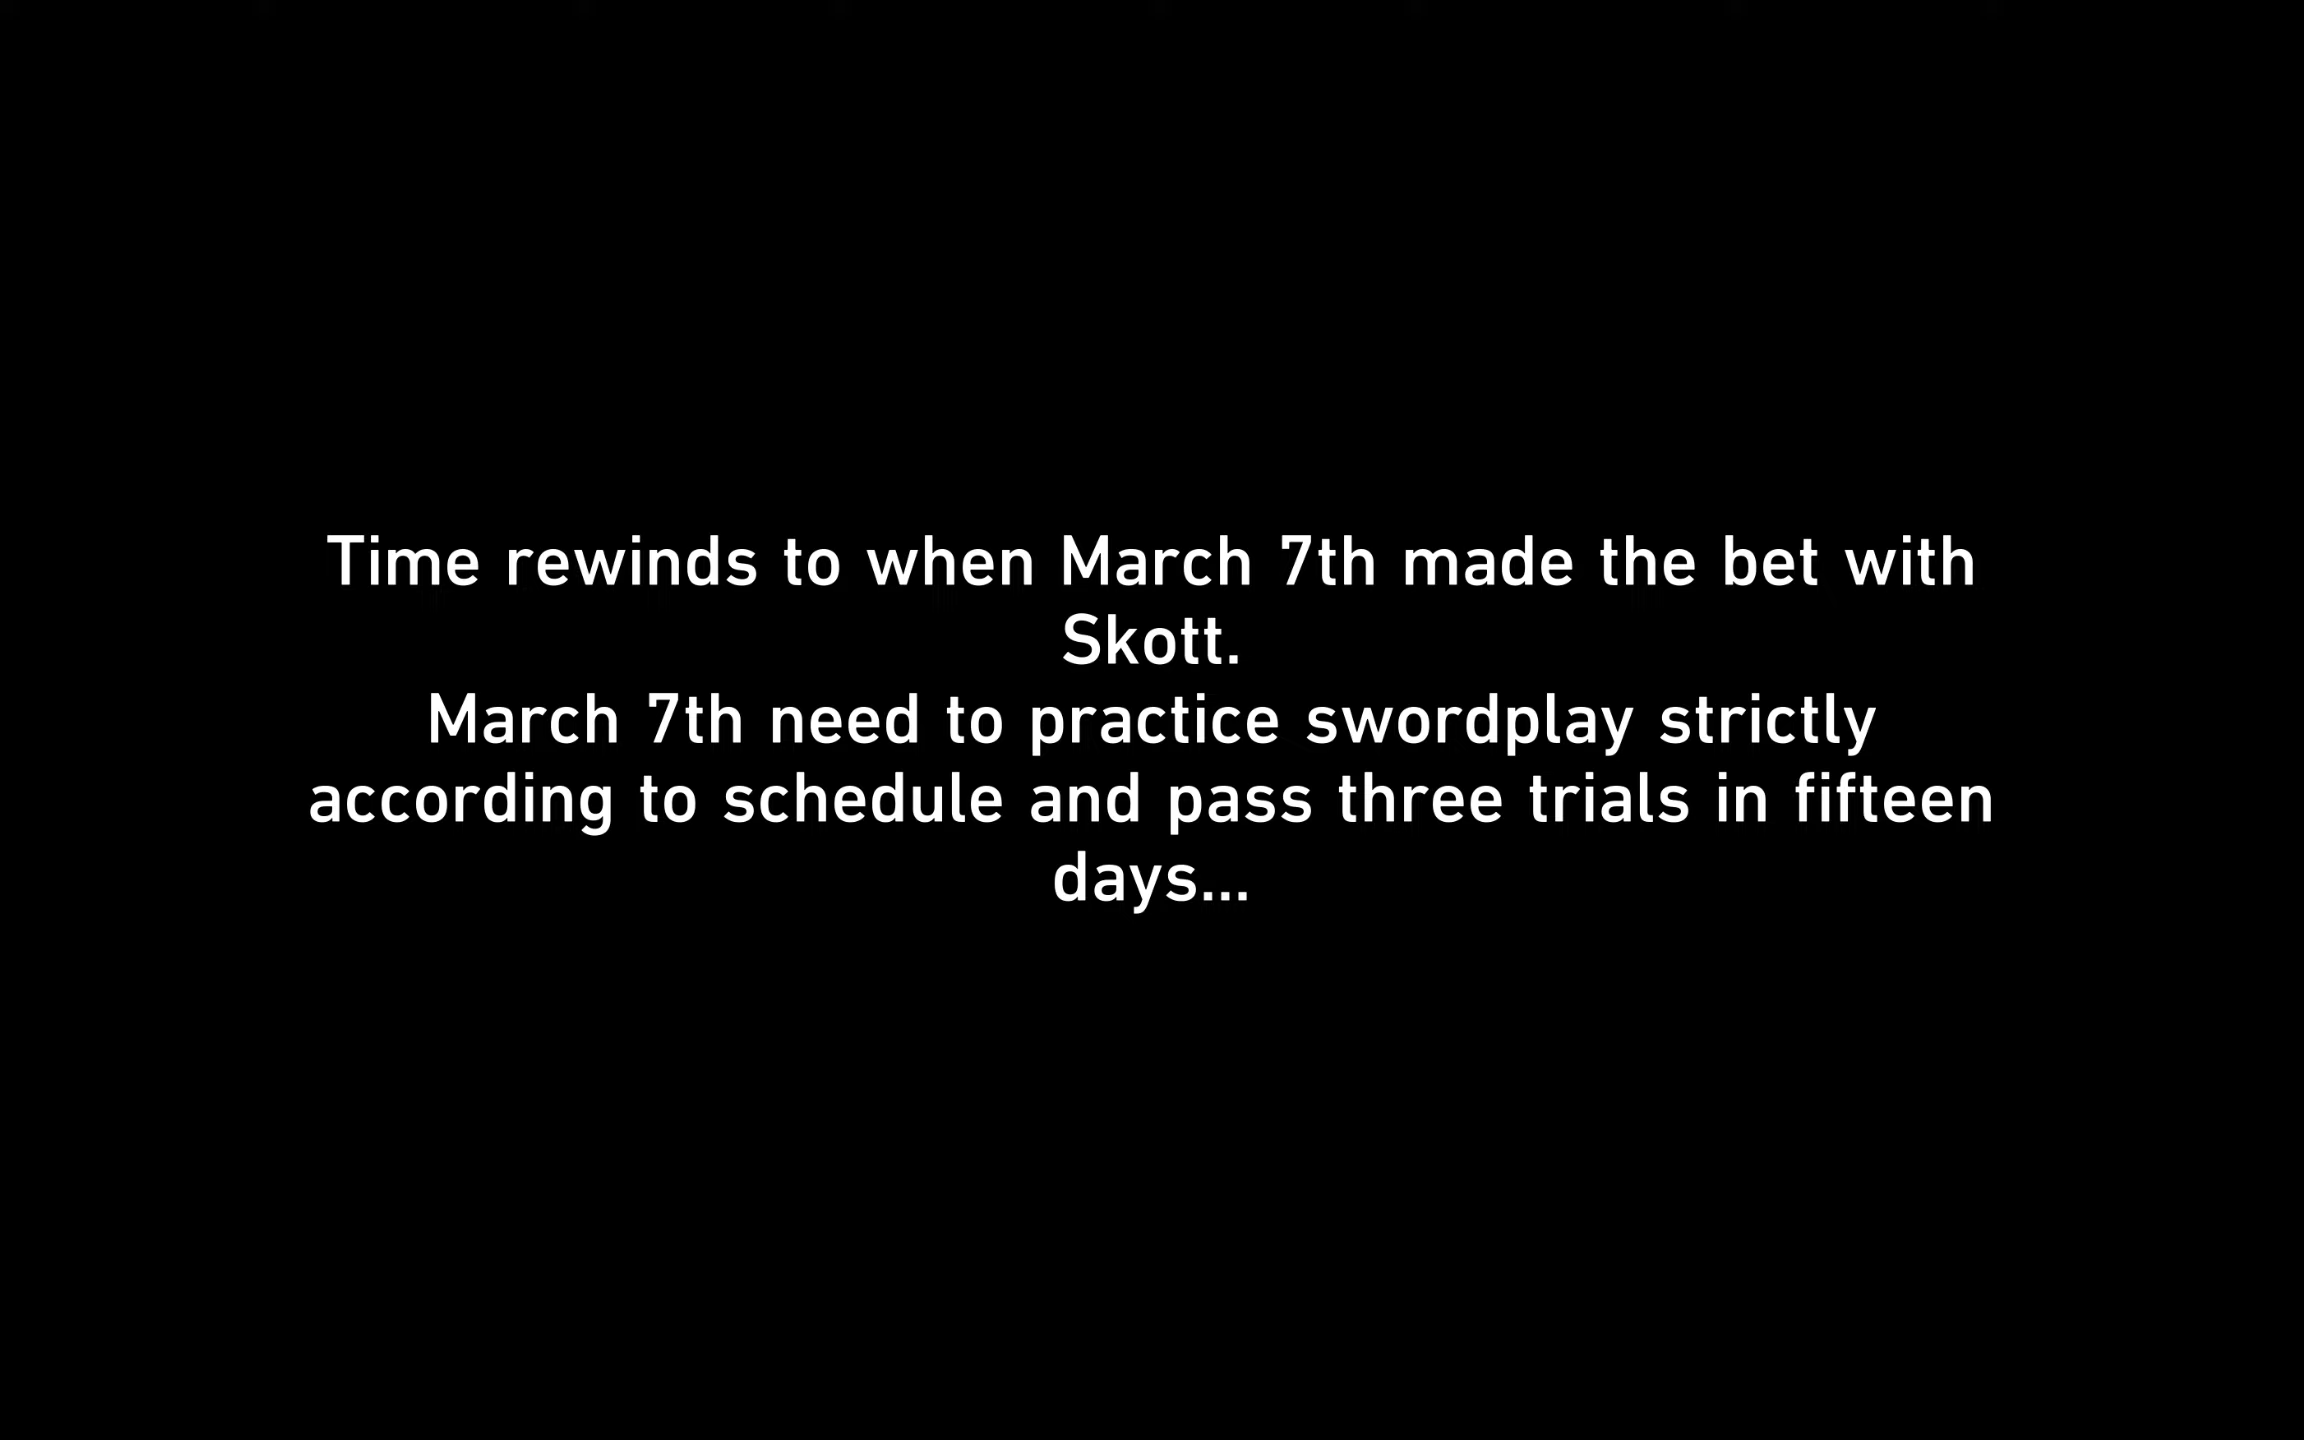 Time rewinds to when March 7th made the bet with
Skott.
March 7th need to practice swordplay strictly
according to schedule and pass three trials in fifteen
days...